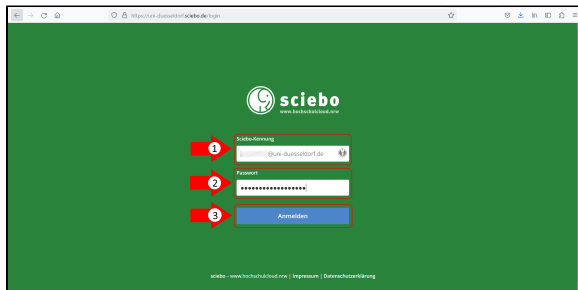 https://uni-duesseldorf.sciebo.de/login
sciebo
www.hochschulcloud.nrw
Sciebo-Kennung
1
@uni-duesseldorf.de
Passwort
2
3
Anmelden
sciebo - www.hochschulcloud.nrw | Impressum | Datenschutzerklärung